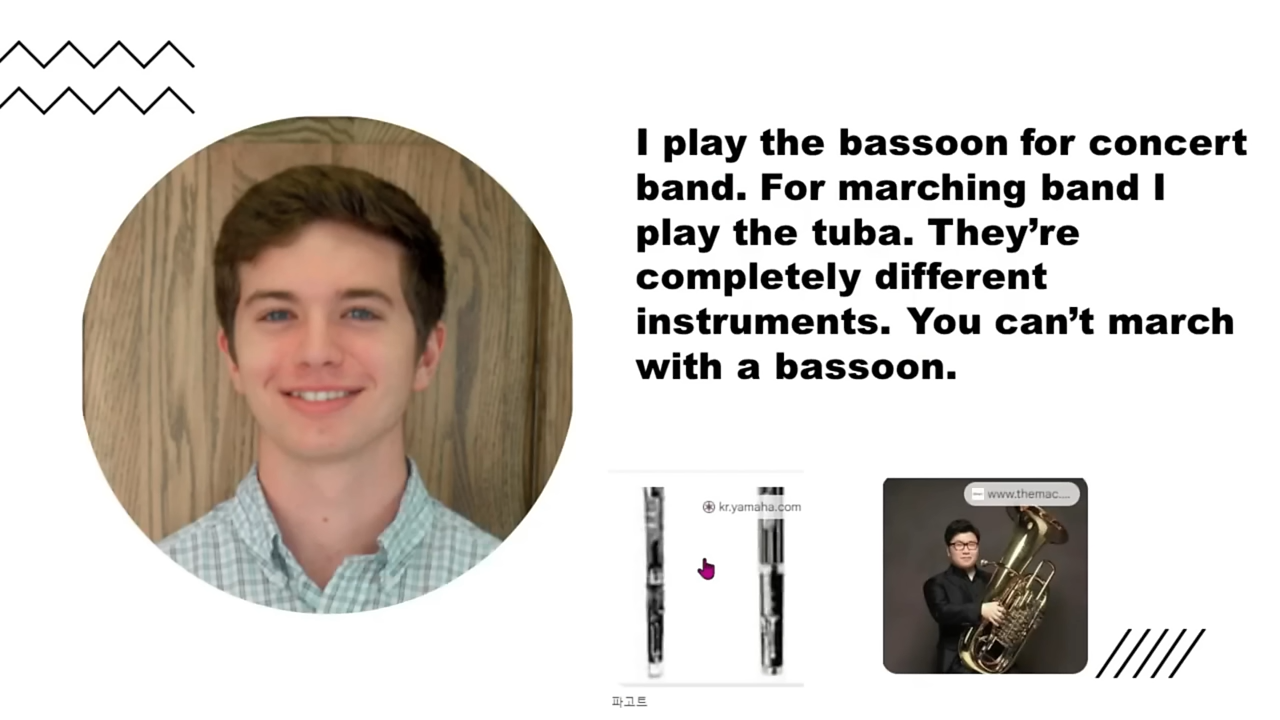 I play the bassoon for concert
band. For marching band I
play the tuba. They’re
completely different
instruments. You can’t march
with a bassoon.
kr.yamaha.com
www.themac....
파고트